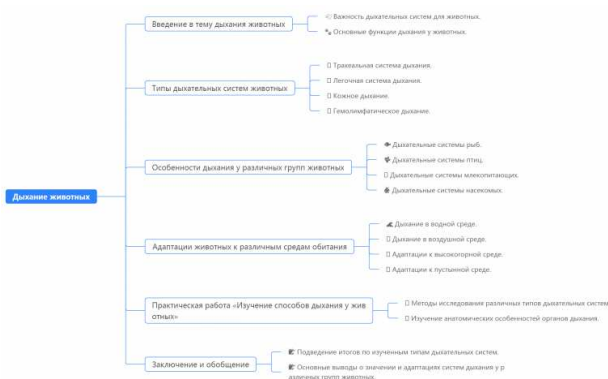 Дыхание животных
Введение в тему дыхания животных
Важность дыхательных систем для животных.
Основные функции дыхания у животных.
Типы дыхательных систем животных
Трахеальная система дыхания.
Легочная система дыхания.
Кожное дыхание.
Гемолимфатическое дыхание.
Особенности дыхания у различных групп животных
Дыхательные системы рыб.
Дыхательные системы птиц.
Дыхательные системы млекопитающих.
Дыхательные системы насекомых.
Адаптации животных к различным средам обитания
Дыхание в водной среде.
Дыхание в воздушной среде.
Адаптации к высокогорной среде.
Адаптации к пустынной среде.
Практическая работа «Изучение способов дыхания у жив
отных»
Методы исследования различных типов дыхательных систем
Изучение анатомических особенностей органов дыхания.
Заключение и обобщение
Подведение итогов по изученным типам дыхательных систем.
Основные выводы о значении и адаптациях систем дыхания у р
азличных групп животных.